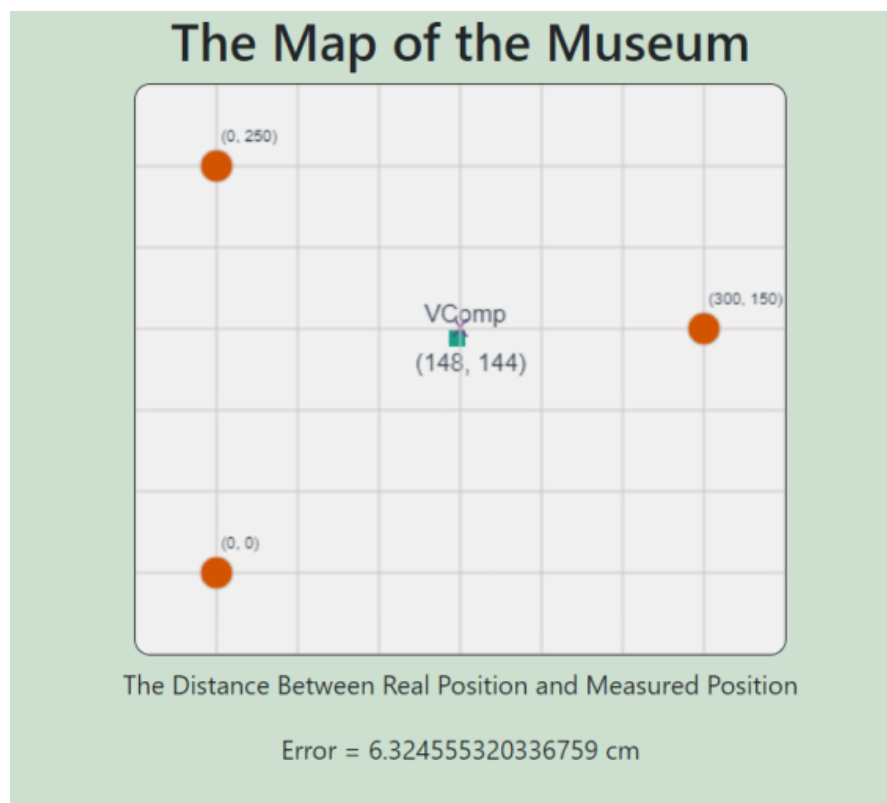 The Map of the Museum
(0, 250)
(300, 150)
VComp
(148, 144)
(0, 0)
The Distance Between Real Position and Measured Position
Error = 6.324555320336759 cm